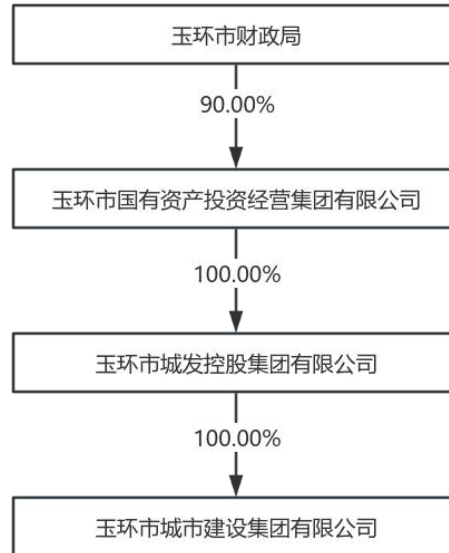 玉环市财政局
90.00%
玉环市国有资产投资经营集团有限公司
100.00%
玉环市城发控股集团有限公司
100.00%
玉环市城市建设集团有限公司